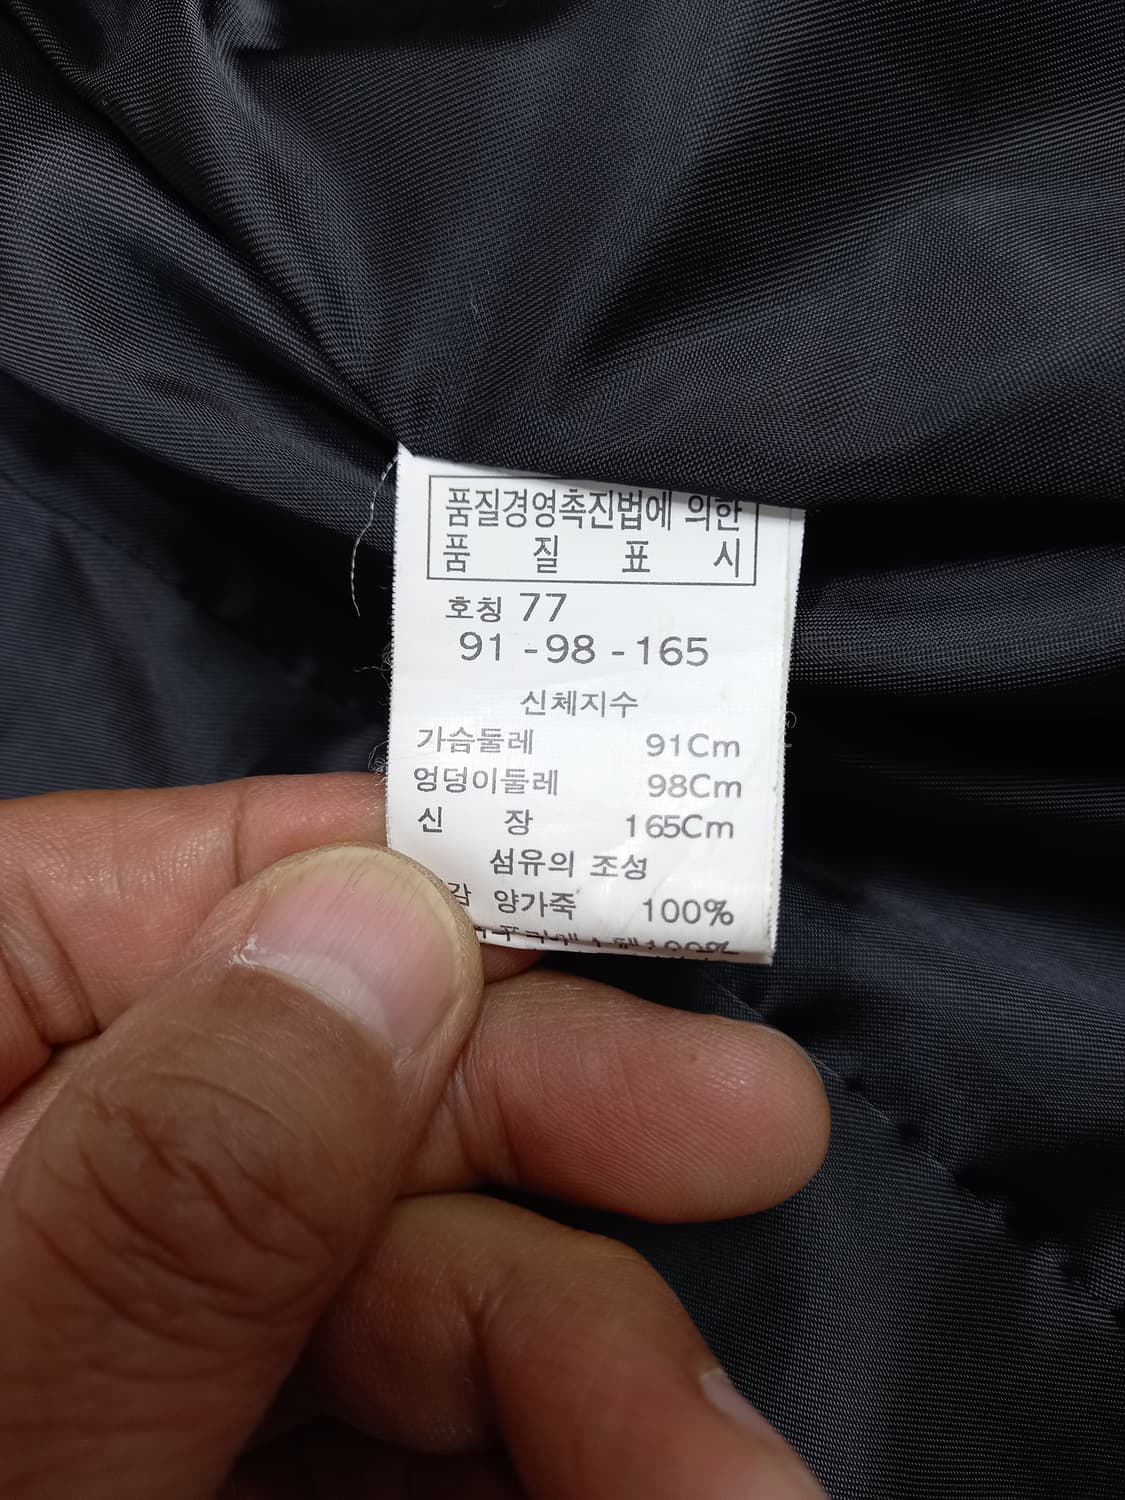 품질경영촉진법에 의한
품 질 표 시
호칭 77
91 -98 -165
신체지수
가슴둘레 91Cm
엉덩이둘레 98Cm
신 장 165Cm
섬유의 조성
감 양가죽 100%
100%